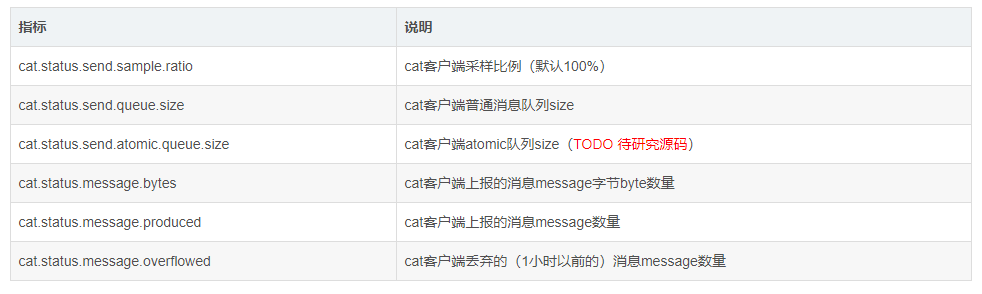 指标 说明
cat.status.send.sample.ratio cat客户端采样比例（默认100%）
cat.status.send.queue.size cat客户端普通消息队列size
cat.status.send.atomic.queue.size cat客户端atomic队列size（TODO 待研究源码）
cat.status.message.bytes cat客户端上报的消息message字节byte数量
cat.status.message.produced cat客户端上报的消息message数量
cat.status.message.overflowed cat客户端丢弃的（1小时以前的）消息message数量